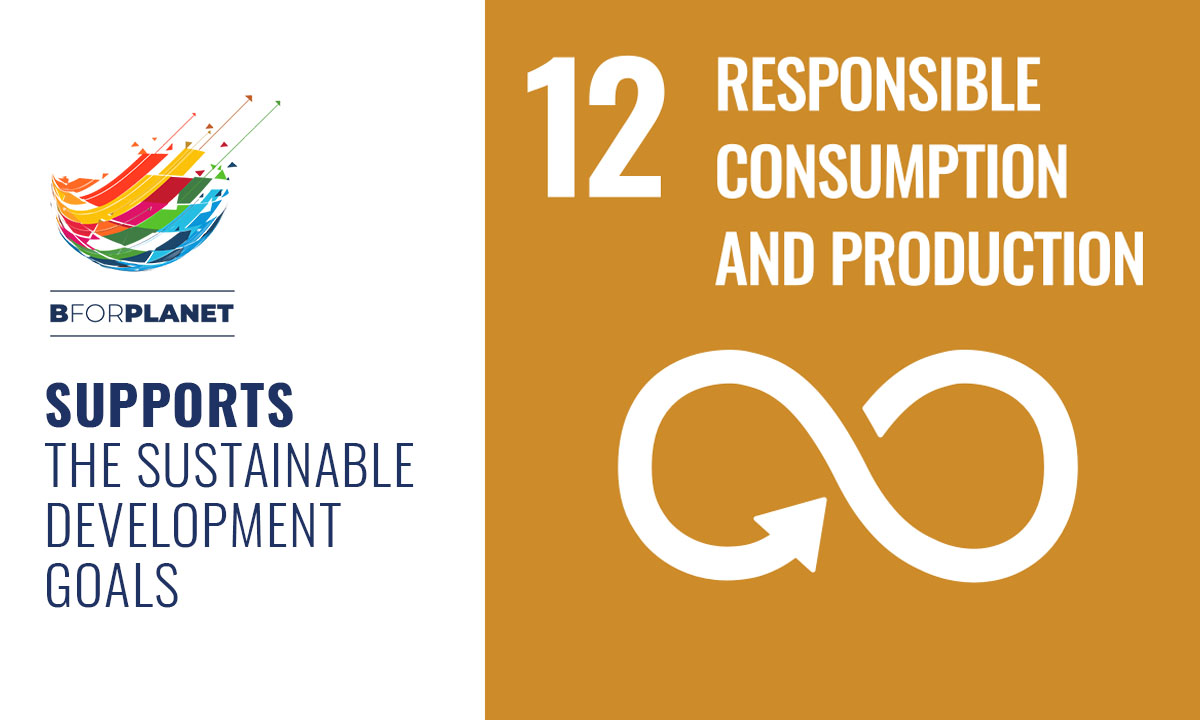 BFORPLANET
SUPPORTS
THE SUSTAINABLE
DEVELOPMENT
GOALS
12
RESPONSIBLE
CONSUMPTION
AND PRODUCTION